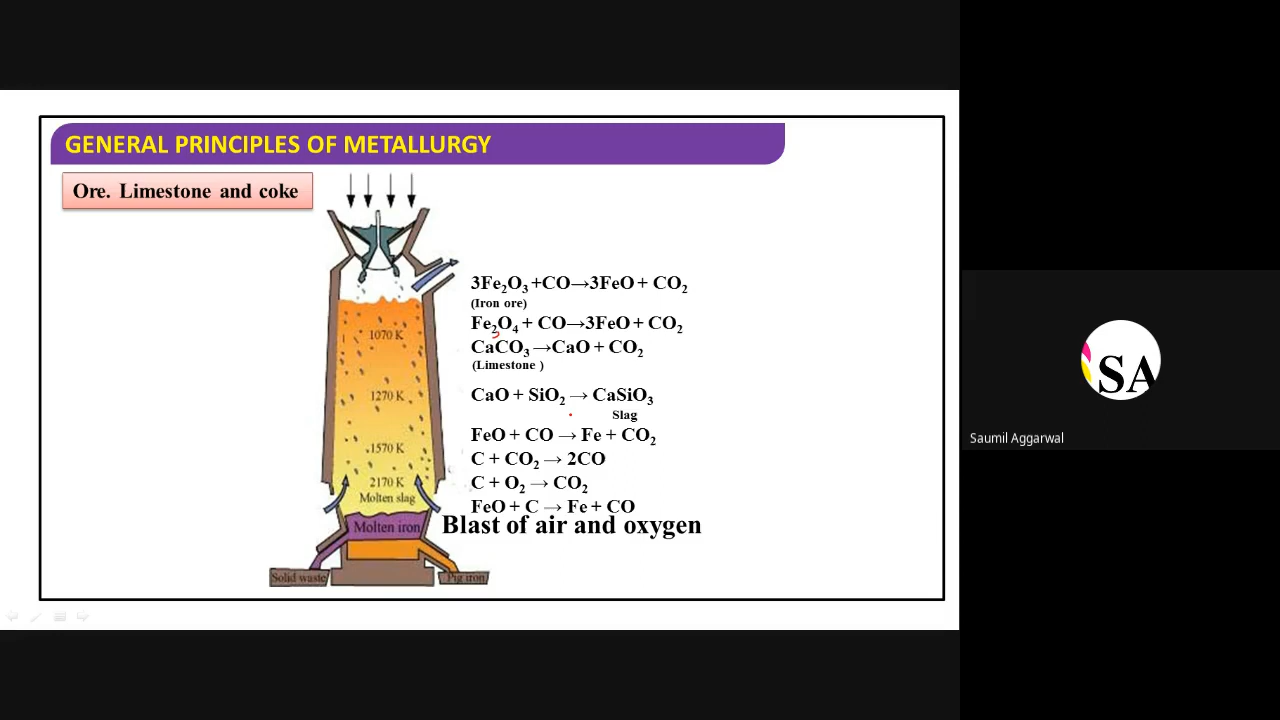 GENERAL PRINCIPLES OF METALLURGY
Ore. Limestone and coke
3Fe₂O₃ +CO→3FeO + CO₂
(Iron ore)
Fe₂O₄ + CO→3FeO + CO₂
CaCO₃ →CaO + CO₂
(Limestone )
CaO + SiO₂ → CaSiO₃
Slag
FeO + CO → Fe + CO₂
C + CO₂ → 2CO
C + O₂ → CO₂
FeO + C → Fe + CO
Blast of air and oxygen
1070 K
1270 K
1570 K
2170 K
Molten slag
Molten iron
Solid waste
Pig iron
SA
Saumil Aggarwal